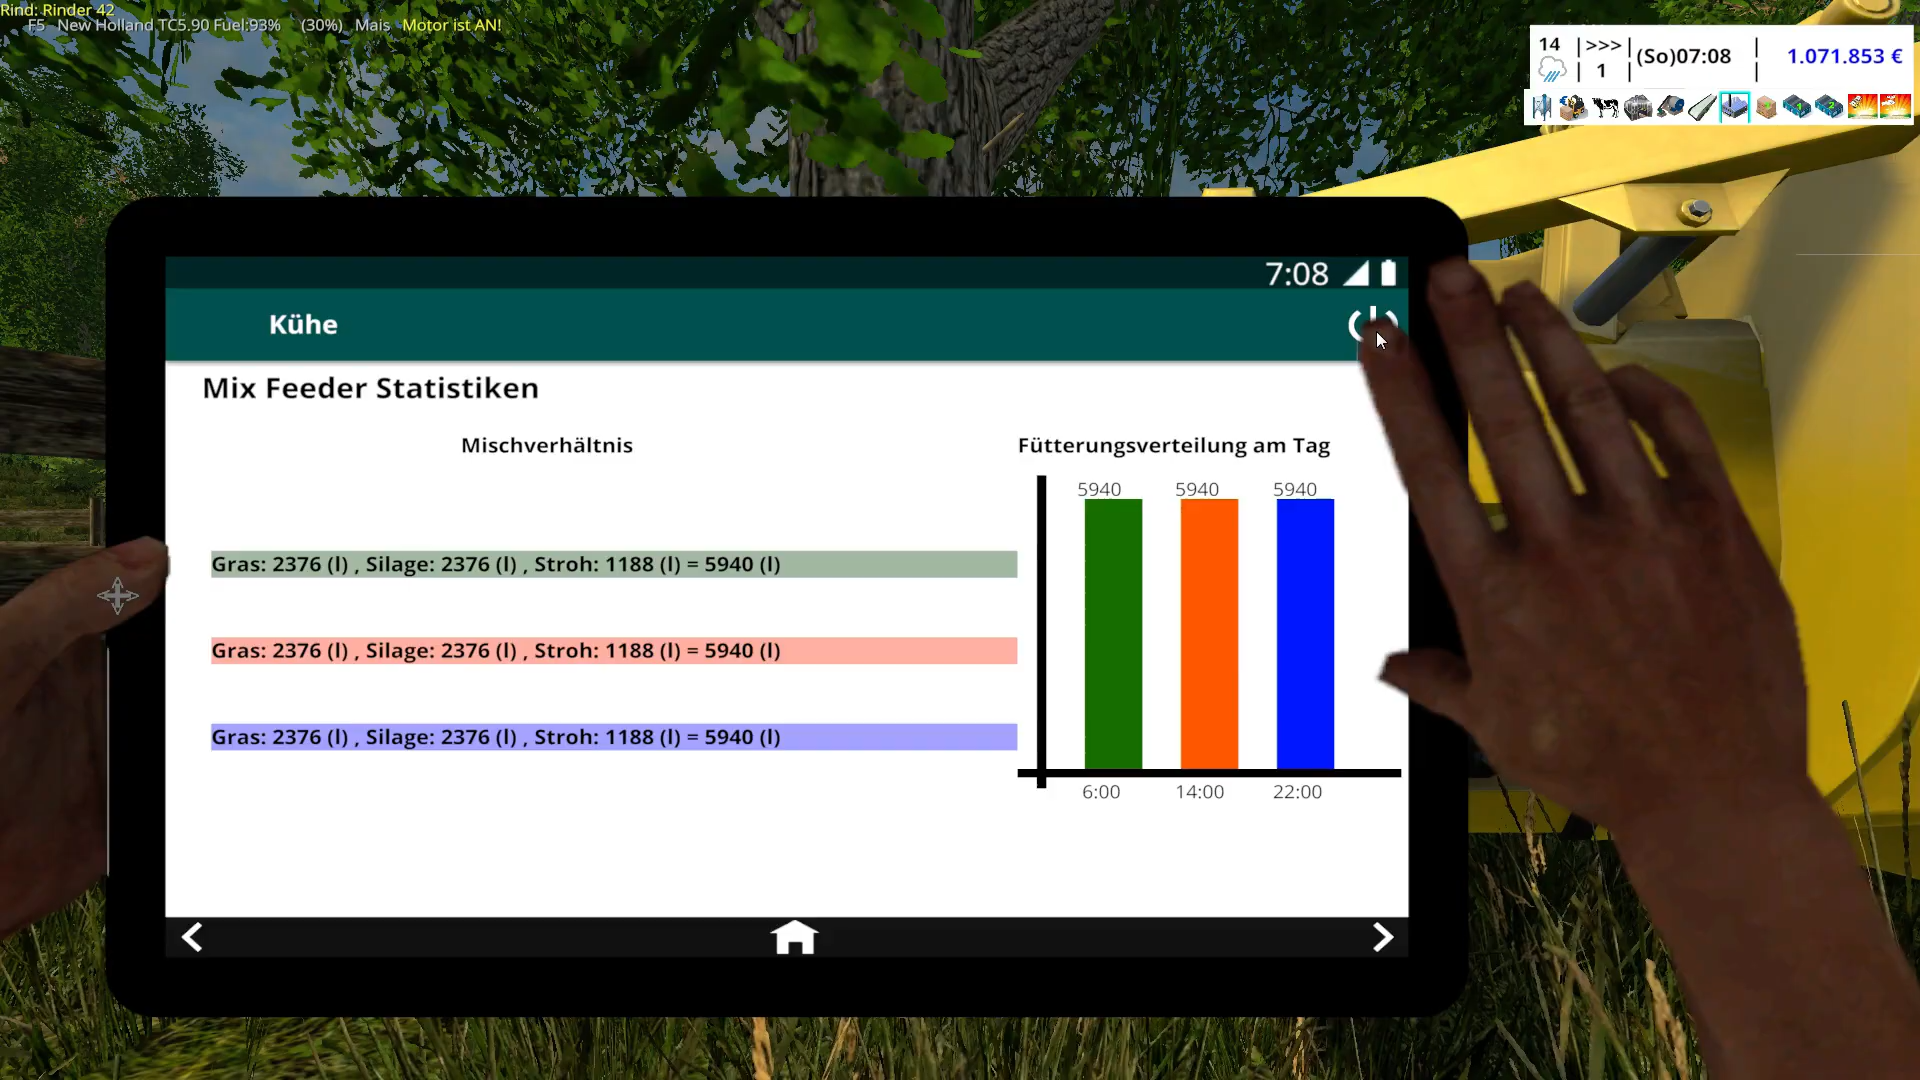 Rind: Rinder 42
F5 New Holland TC5.90 Fuel:93% (30%) Mais Motor ist AN!
14 |>>>| (So)07:08 | 1.071.853 €
| 1 | |
7:08
Kühe
Mix Feeder Statistiken
Mischverhältnis
Fütterungsverteilung am Tag
5940 5940 5940
Gras: 2376 (l) , Silage: 2376 (l) , Stroh: 1188 (l) = 5940 (l)
Gras: 2376 (l) , Silage: 2376 (l) , Stroh: 1188 (l) = 5940 (l)
Gras: 2376 (l) , Silage: 2376 (l) , Stroh: 1188 (l) = 5940 (l)
6:00 14:00 22:00